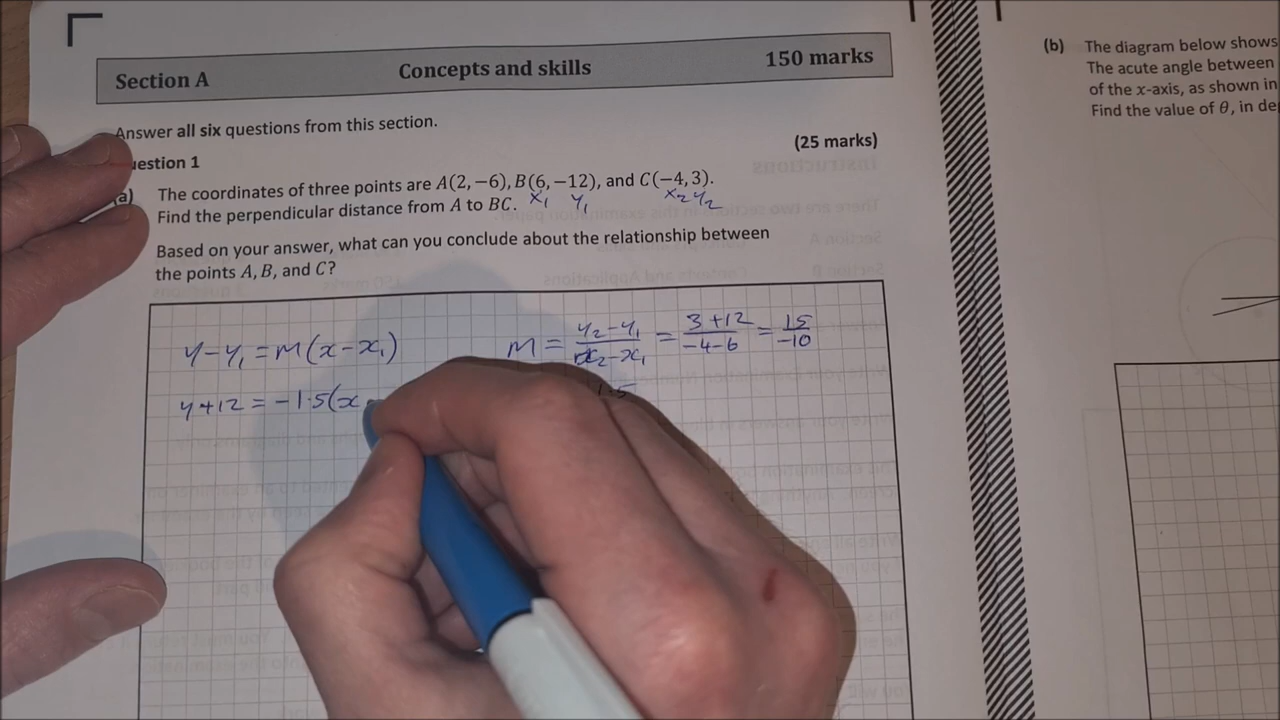 Section A Concepts and skills 150 marks
Answer all six questions from this section.
uestion 1 (25 marks)
(a) The coordinates of three points are A(2, −6), B(6, −12), and C(−4, 3).
Find the perpendicular distance from A to BC. x₁ y₁ x₂ y₂
Based on your answer, what can you conclude about the relationship between
the points A, B, and C?
y − y₁ = m(x − x₁)
y + 12 = −1·5(x
m = y₂ − y₁ / x₂ − x₁ = 3 + 12 / −4 − 6 = 15 / −10
1·5
(b) The diagram below shows
The acute angle between
of the x-axis, as shown in
Find the value of θ, in de